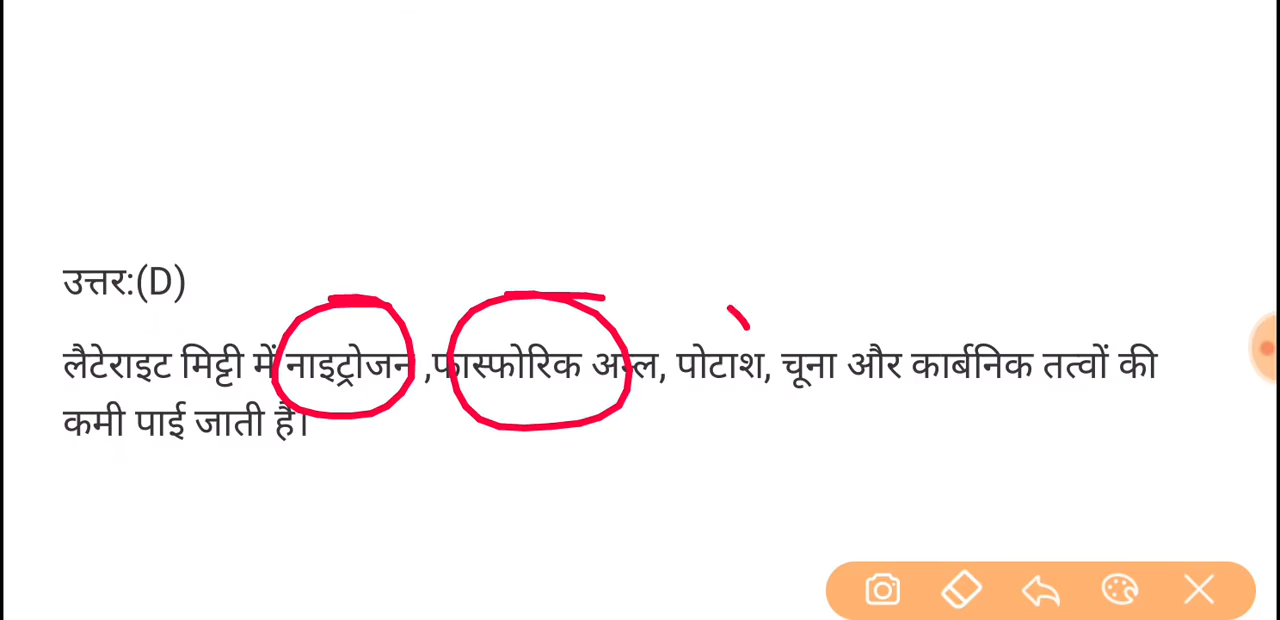 उत्तर:(D)
लैटेराइट मिट्टी में नाइट्रोजन ,फास्फोरिक अम्ल, पोटाश, चूना और कार्बनिक तत्वों की
कमी पाई जाती है।